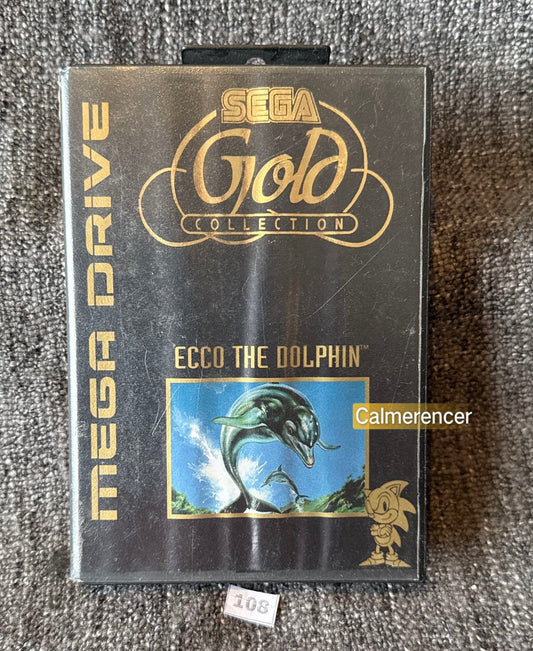 SEGA
Gold
COLLECTION
MEGA DRIVE
ECCO THE DOLPHIN™
Calmerencer
108